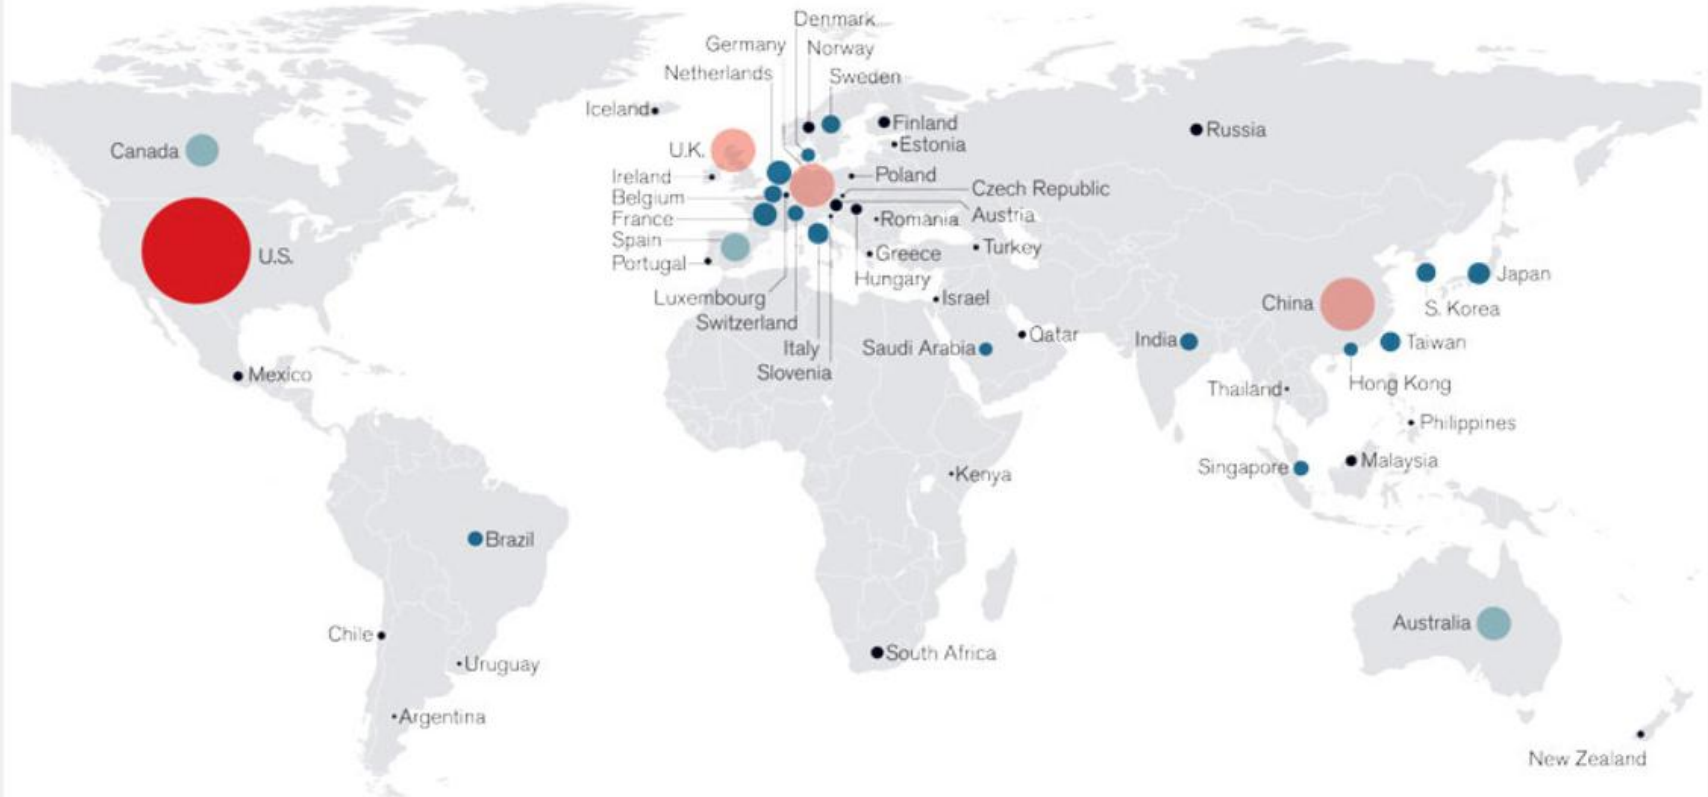 Denmark
Germany
Norway
Netherlands
Sweden
Iceland
Finland
Russia
Estonia
Canada
U.K.
Ireland
Poland
Belgium
Czech Republic
France
Romania
Austria
Spain
Turkey
U.S.
Portugal
Greece
Japan
Hungary
Luxembourg
Israel
China
S. Korea
Switzerland
Qatar
India
Taiwan
Italy
Saudi Arabia
Slovenia
Mexico
Hong Kong
Thailand
Philippines
Singapore
Malaysia
Kenya
Brazil
Australia
Chile
South Africa
Uruguay
Argentina
New Zealand